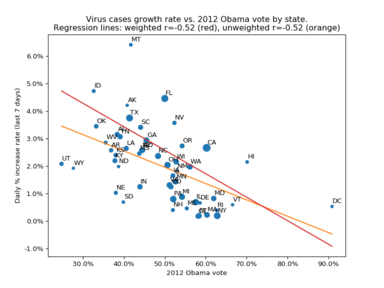 Virus cases growth rate vs. 2012 Obama vote by state.
Regression lines: weighted r=-0.52 (red), unweighted r=-0.52 (orange)
MT
6.0%
ID
5.0%
AK
FL
4.0%
TX
OK
SC
NV
3.0%
GA
OR
CA
LA
AR
NC
HI
UT
WY
ND
WA
2.0%
MN
IN
NE
MI
MD
1.0%
SD
PA
VT
DC
NH
RI
NY
0.0%
-1.0%
Daily % increase rate (last 7 days)
30.0% 40.0% 50.0% 60.0% 70.0% 80.0% 90.0%
2012 Obama vote